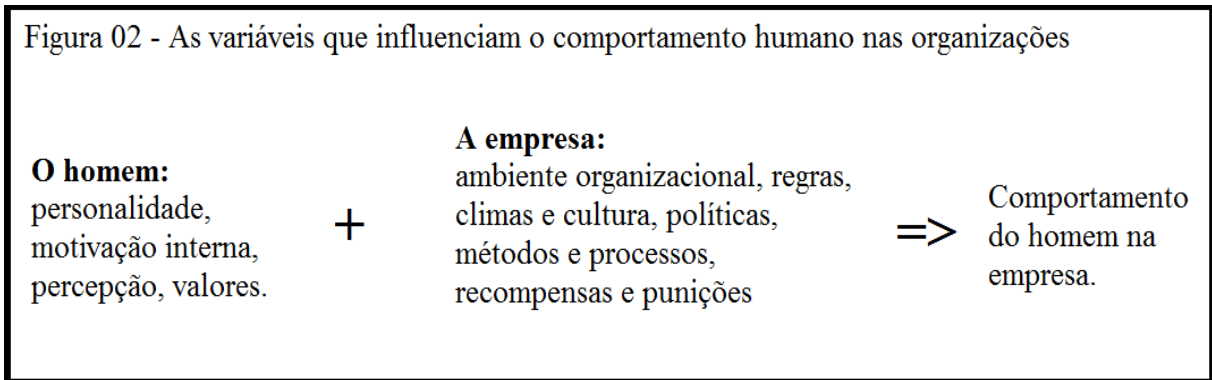 Figura 02 - As variáveis que influenciam o comportamento humano nas organizações
O homem:
personalidade,
motivação interna,
percepção, valores.
+
A empresa:
ambiente organizacional, regras,
climas e cultura, políticas,
métodos e processos,
recompensas e punições
=>
Comportamento
do homem na
empresa.